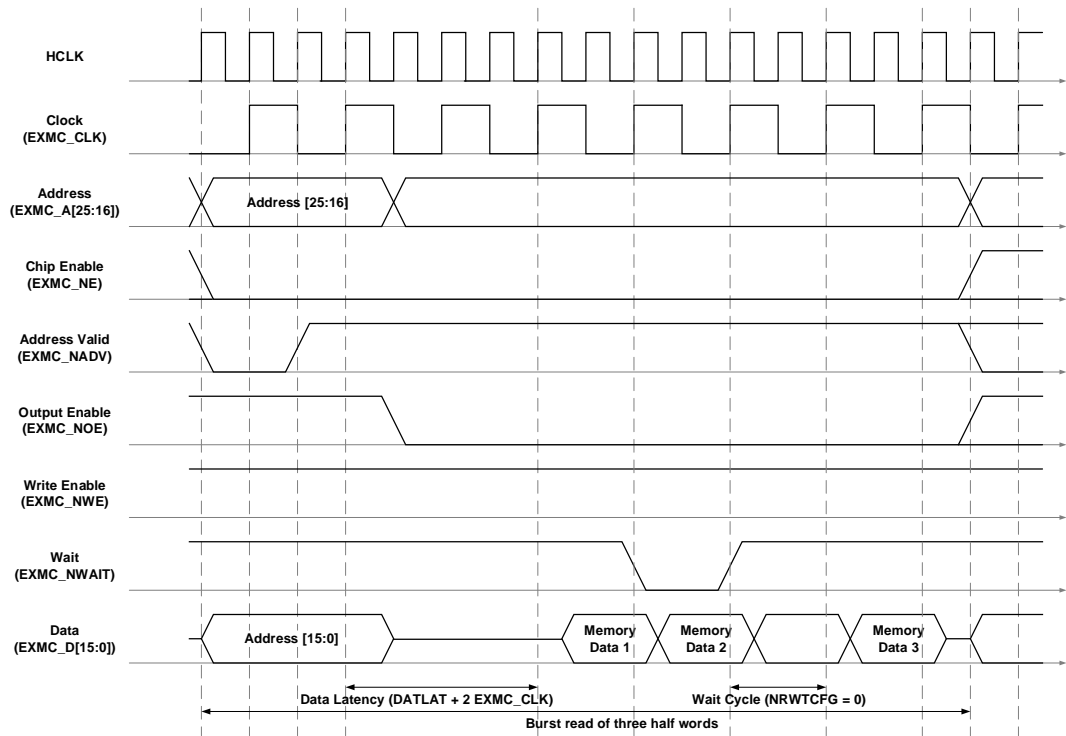 HCLK
Clock
(EXMC_CLK)
Address
(EXMC_A[25:16])
Address [25:16]
Chip Enable
(EXMC_NE)
Address Valid
(EXMC_NADV)
Output Enable
(EXMC_NOE)
Write Enable
(EXMC_NWE)
Wait
(EXMC_NWAIT)
Data
(EXMC_D[15:0])
Address [15:0]
Memory
Data 1
Memory
Data 2
Memory
Data 3
Data Latency (DATLAT + 2 EXMC_CLK)
Wait Cycle (NRWTCFG = 0)
Burst read of three half words